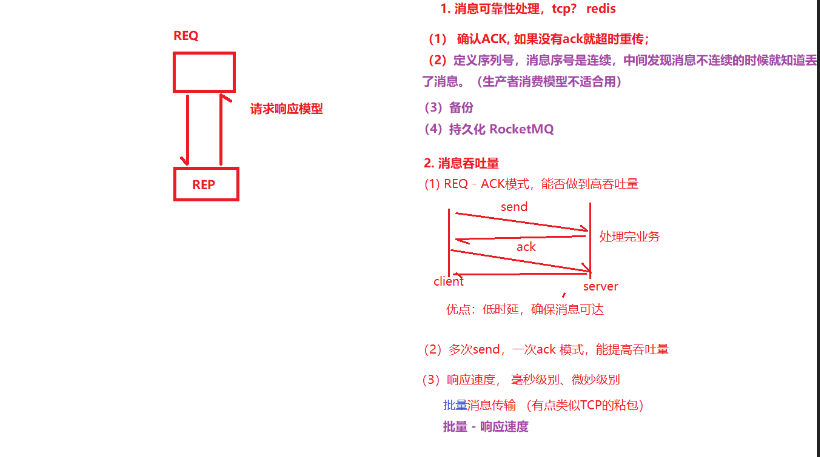 REQ
请求响应模型
REP
1. 消息可靠性处理，tcp? redis
（1） 确认ACK, 如果没有ack就超时重传；
（2）定义序列号，消息序号是连续，中间发现消息不连续的时候就知道丢
了消息。（生产者消费模型不适合用）
（3）备份
（4）持久化 RocketMQ
2. 消息吞吐量
(1) REQ - ACK模式，能否做到高吞吐量
send
处理完业务
ack
client
server
优点：低时延，确保消息可达
（2）多次send，一次ack 模式，能提高吞吐量
（3）响应速度， 毫秒级别、微妙级别
批量消息传输 （有点类似TCP的粘包）
批量 - 响应速度